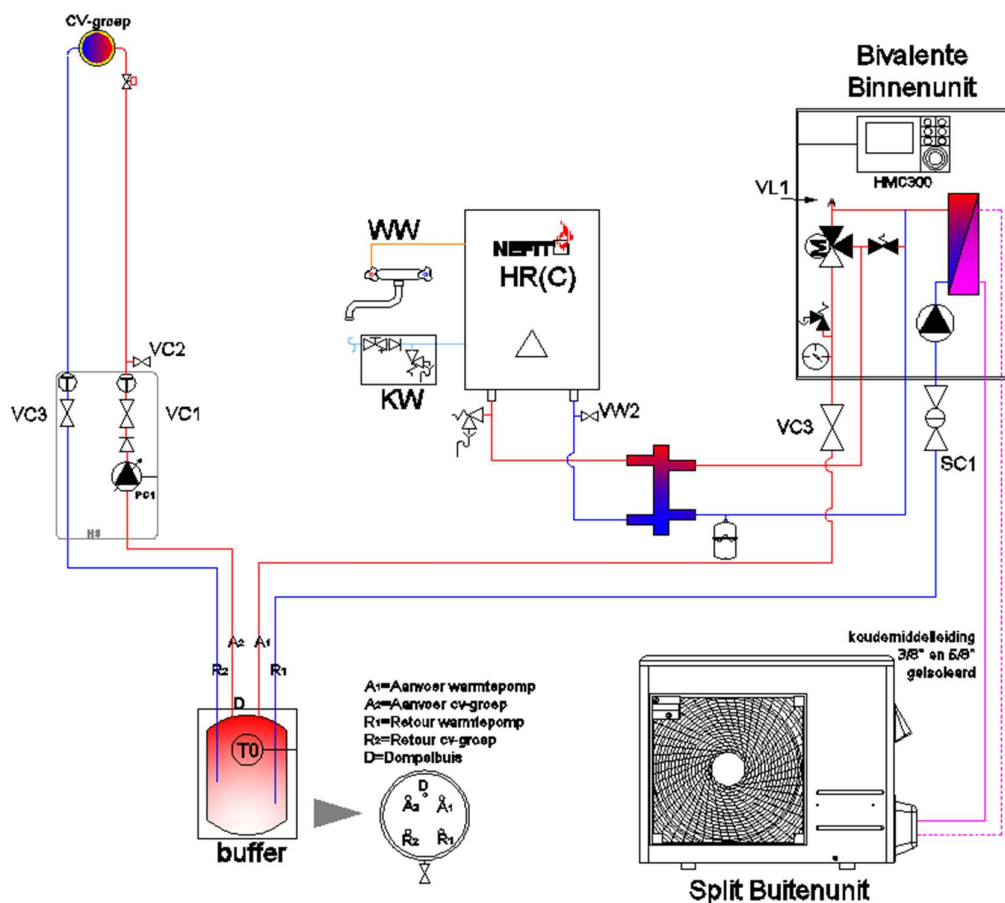 CV-groep
Bivalente
Binnenunit
HMC300
VL1
M
WW
NEFIT
HR(C)
KW
VW2
VC2
T
T
VC3
VC1
PC1
HS
VC3
SC1
A2
A1
R2
R1
D
T0
buffer
A1=Aanvoer warmtepomp
A2=Aanvoer cv-groep
R1=Retour warmtepomp
R2=Retour cv-groep
D=Dompelbuis
D
A2
A1
R2
R1
koudemiddelleiding
3/8" en 5/8"
geïsoleerd
Split Buitenunit